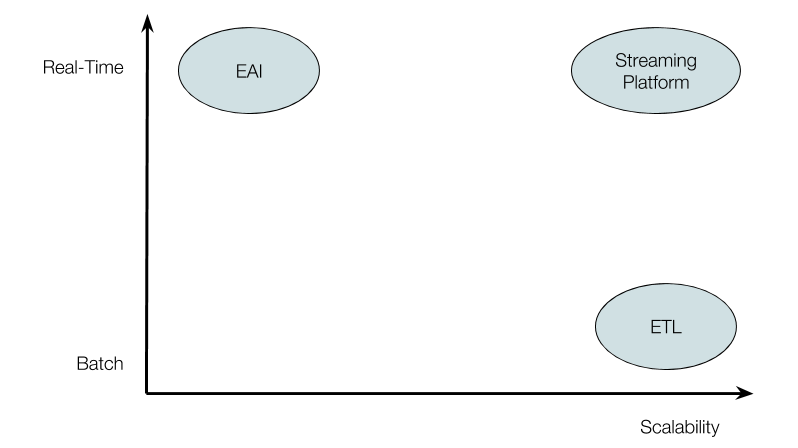 Real-Time
EAI
Streaming
Platform
ETL
Batch
Scalability